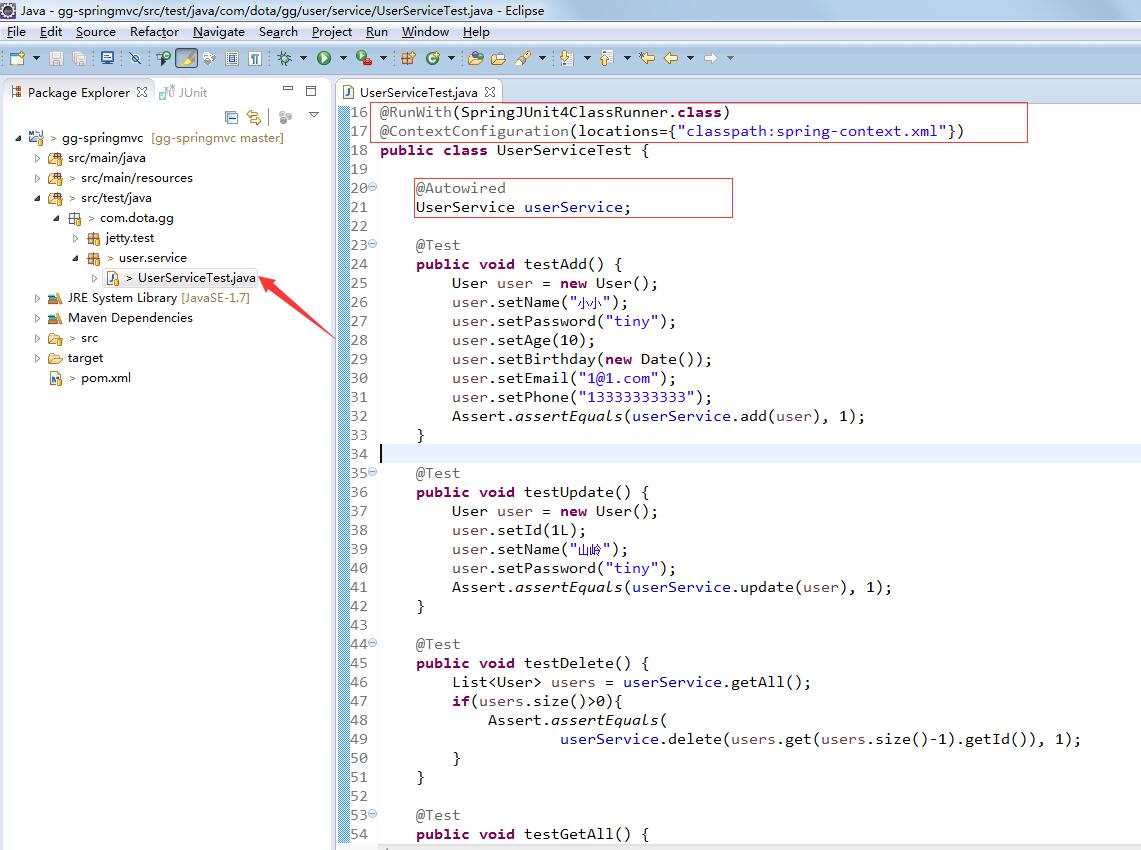 Java - gg-springmvc/src/test/java/com/dota/gg/user/service/UserServiceTest.java - Eclipse
File Edit Source Refactor Navigate Search Project Run Window Help
Package Explorer JUnit
> gg-springmvc [gg-springmvc master]
src/main/java
> src/main/resources
> src/test/java
> com.dota.gg
jetty.test
> user.service
> UserServiceTest.java
JRE System Library [JavaSE-1.7]
Maven Dependencies
> src
target
> pom.xml
UserServiceTest.java
16 @RunWith(SpringJUnit4ClassRunner.class)
17 @ContextConfiguration(locations={"classpath:spring-context.xml"})
18 public class UserServiceTest {
19
20 @Autowired
21 UserService userService;
22
23 @Test
24 public void testAdd() {
25 User user = new User();
26 user.setName("小小");
27 user.setPassword("tiny");
28 user.setAge(10);
29 user.setBirthday(new Date());
30 user.setEmail("1@1.com");
31 user.setPhone("13333333333");
32 Assert.assertEquals(userService.add(user), 1);
33 }
34
35 @Test
36 public void testUpdate() {
37 User user = new User();
38 user.setId(1L);
39 user.setName("山岭");
40 user.setPassword("tiny");
41 Assert.assertEquals(userService.update(user), 1);
42 }
43
44 @Test
45 public void testDelete() {
46 List<User> users = userService.getAll();
47 if(users.size()>0){
48 Assert.assertEquals(
49 userService.delete(users.get(users.size()-1).getId()), 1);
50 }
51 }
52
53 @Test
54 public void testGetAll() {